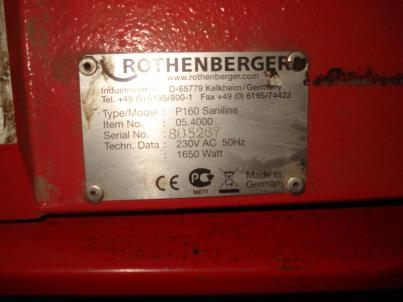 ROTHENBERGER
www.rothenberger.com
Industriestr. D-65779 Kelkheim/Germany
Tel. +49 (0) 6195/800-1 Fax +49 (0) 6195/74422
Type/Model : P160 Saniline
Item No. : 05.4000
Serial No. : 805267
Techn. Data : 230V AC 50Hz
1650 Watt
CE
ME77
Made in
Germany